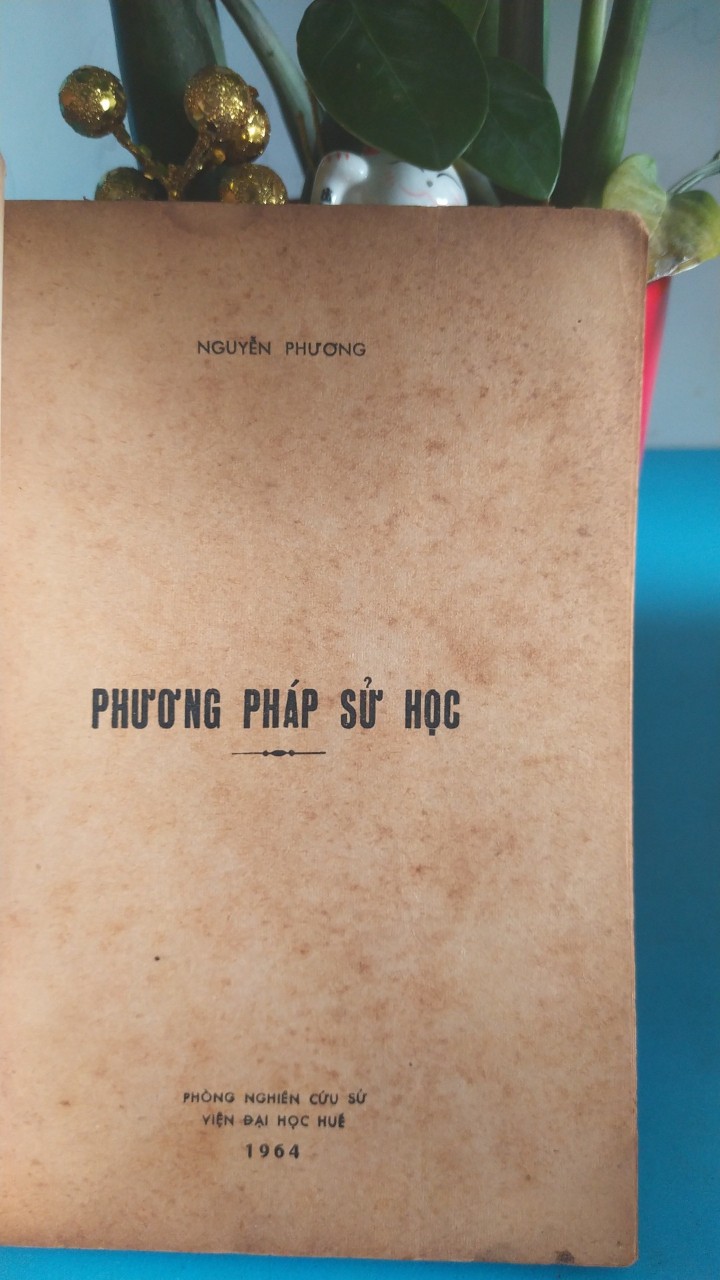 NGUYỄN PHƯƠNG
PHƯƠNG PHÁP SỬ HỌC
PHÒNG NGHIÊN CỨU SỬ
VIỆN ĐẠI HỌC HUẾ
1964